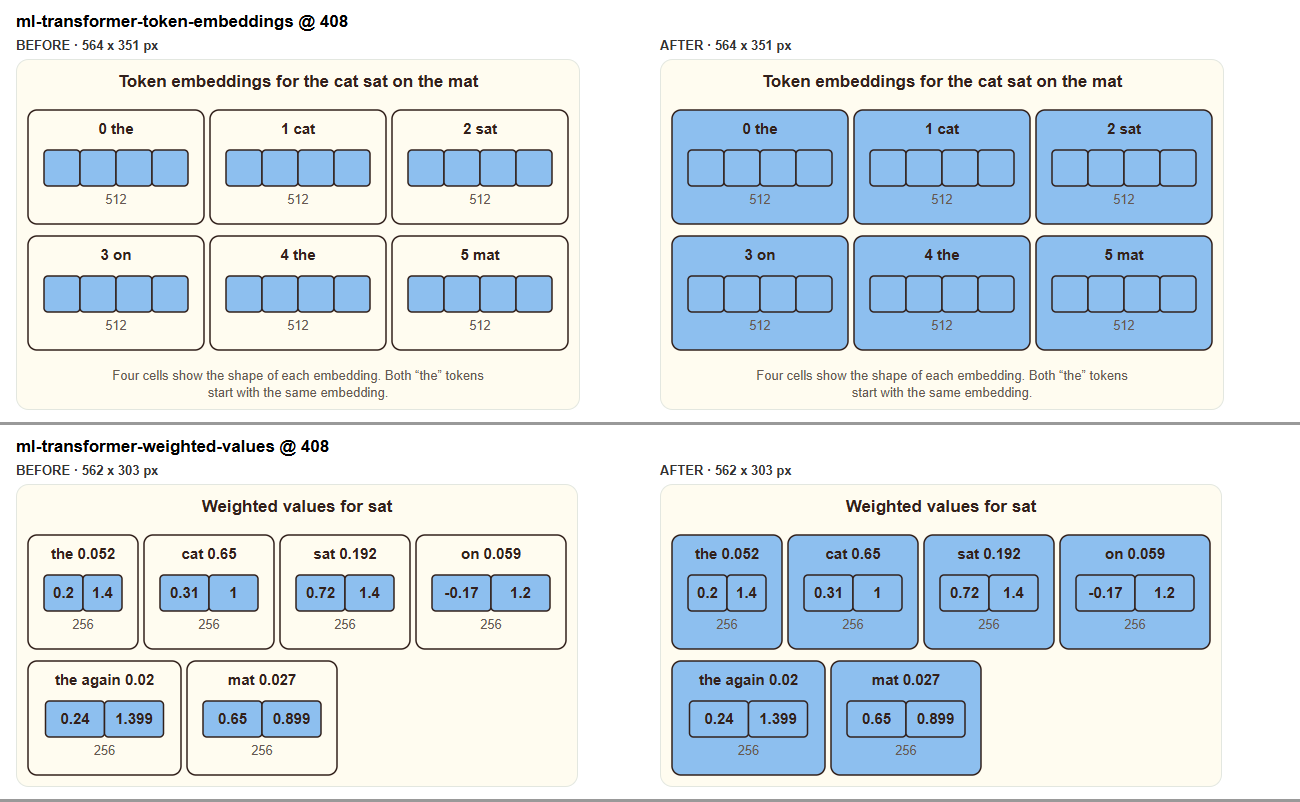 ml-transformer-token-embeddings @ 408
BEFORE · 564 x 351 px
AFTER · 564 x 351 px
Token embeddings for the cat sat on the mat
0 the
1 cat
2 sat
512
512
512
3 on
4 the
5 mat
512
512
512
Four cells show the shape of each embedding. Both “the” tokens
start with the same embedding.
Token embeddings for the cat sat on the mat
0 the
1 cat
2 sat
512
512
512
3 on
4 the
5 mat
512
512
512
Four cells show the shape of each embedding. Both “the” tokens
start with the same embedding.
ml-transformer-weighted-values @ 408
BEFORE · 562 x 303 px
AFTER · 562 x 303 px
Weighted values for sat
the 0.052
cat 0.65
sat 0.192
on 0.059
0.2 1.4
0.31 1
0.72 1.4
-0.17 1.2
256
256
256
256
the again 0.02
mat 0.027
0.24 1.399
0.65 0.899
256
256
Weighted values for sat
the 0.052
cat 0.65
sat 0.192
on 0.059
0.2 1.4
0.31 1
0.72 1.4
-0.17 1.2
256
256
256
256
the again 0.02
mat 0.027
0.24 1.399
0.65 0.899
256
256